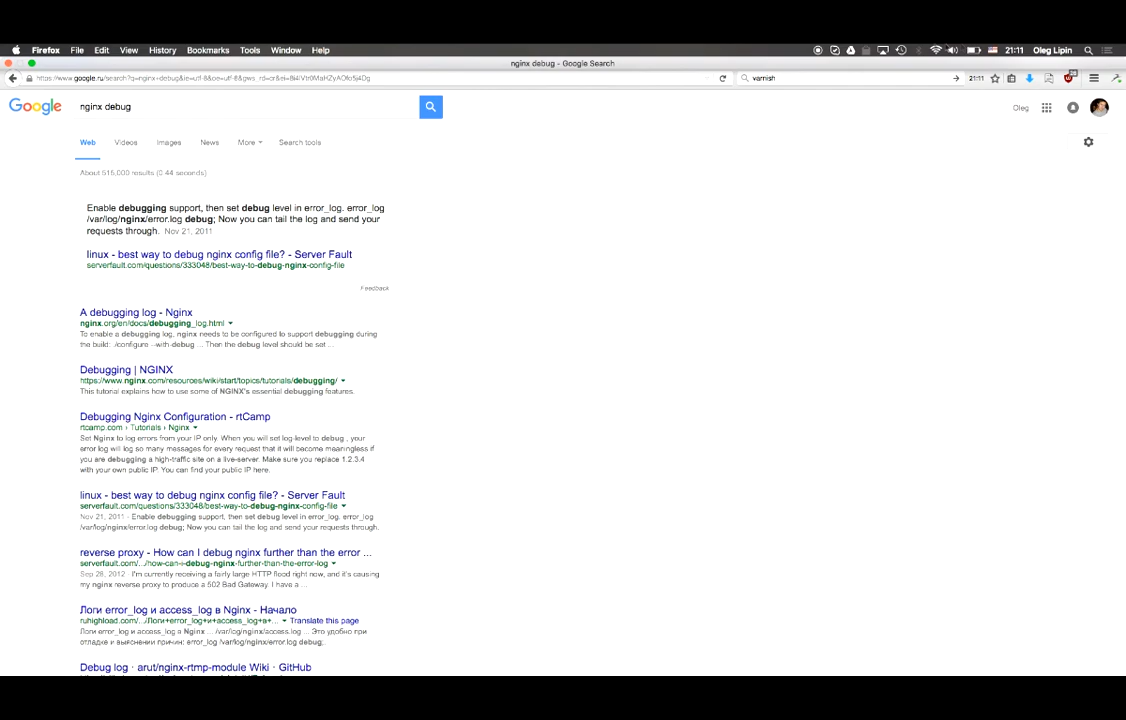 Firefox File Edit View History Bookmarks Tools Window Help 21:11 Oleg Lipin
nginx debug - Google Search
varnish 21:11
Google nginx debug Oleg
Web Videos Images News More Search tools
About 515,000 results (0.44 seconds)
Enable debugging support, then set debug level in error_log. error_log
/var/log/nginx/error.log debug; Now you can tail the log and send your
requests through. Nov 21, 2011
linux - best way to debug nginx config file? - Server Fault
serverfault.com/questions/333048/best-way-to-debug-nginx-config-file
Feedback
A debugging log - Nginx
nginx.org/en/docs/debugging_log.html
To enable a debugging log, nginx needs to be configured to support debugging during
the build: ./configure --with-debug ... Then the debug level should be set ...
Debugging | NGINX
https://www.nginx.com/resources/wiki/start/topics/tutorials/debugging/
This tutorial explains how to use some of NGINX's essential debugging features.
Debugging Nginx Configuration - rtCamp
rtcamp.com › Tutorials › Nginx
Set Nginx to log errors from your IP only. When you will set log-level to debug , your
error log will log so many messages for every request that it will become meaningless if
you are debugging a high-traffic site on a live-server. Make sure you replace 1.2.3.4
with your own public IP. You can find your public IP here.
linux - best way to debug nginx config file? - Server Fault
serverfault.com/questions/333048/best-way-to-debug-nginx-config-file
Nov 21, 2011 - Enable debugging support, then set debug level in error_log. error_log
/var/log/nginx/error.log debug; Now you can tail the log and send your requests through.
reverse proxy - How can I debug nginx further than the error ...
serverfault.com/.../how-can-i-debug-nginx-further-than-the-error-log
Sep 28, 2012 - I'm currently receiving a fairly large HTTP flood right now, and it's causing
my nginx reverse proxy to produce a 502 Bad Gateway. I have a ...
Логи error_log и access_log в Nginx - Начало
ruhighload.com/.../Логи+error_log+и+access_log+в+... Translate this page
Логи error_log и access_log в Nginx ... /var/log/nginx/access.log ... Это удобно при
отладке и выяснении причин: error_log /var/log/nginx/error.log debug;.
Debug log · arut/nginx-rtmp-module Wiki · GitHub